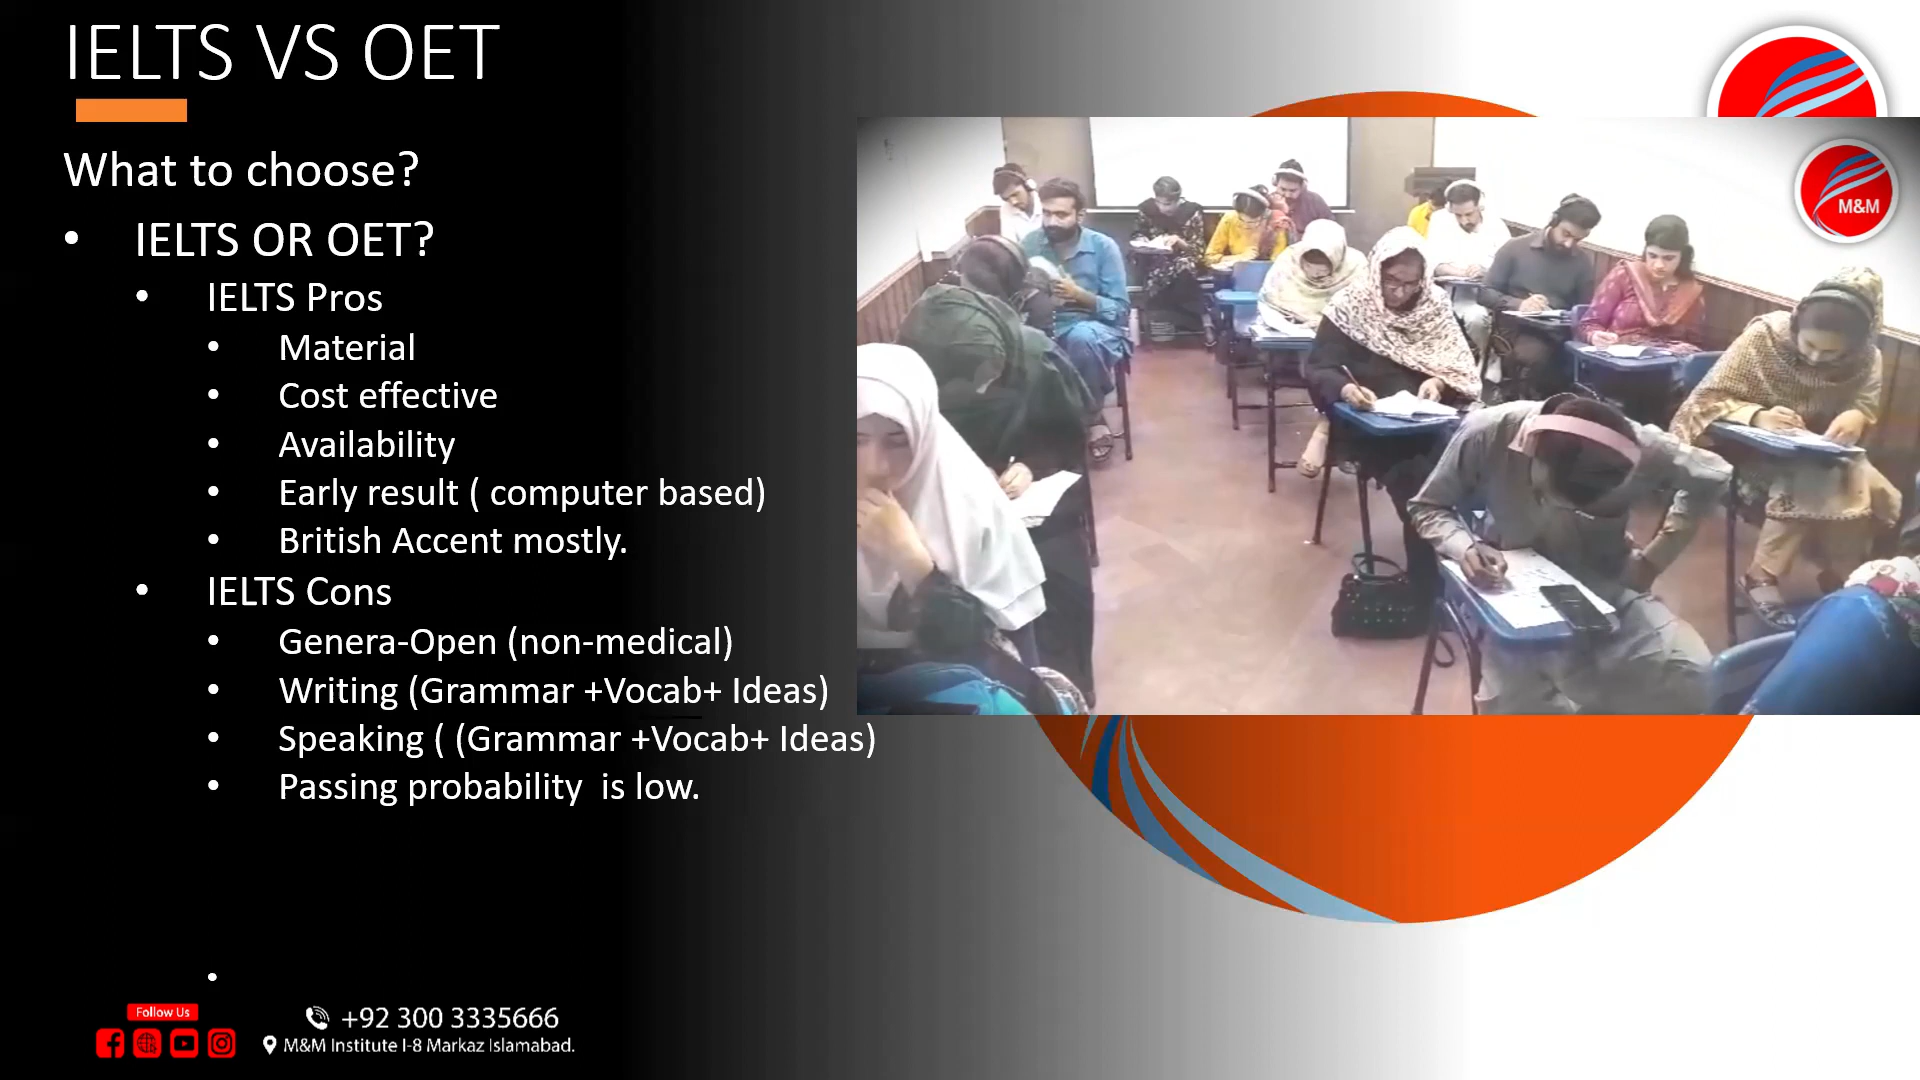 IELTS VS OET
What to choose?
• IELTS OR OET?
• IELTS Pros
• Material
• Cost effective
• Availability
• Early result ( computer based)
• British Accent mostly.
• IELTS Cons
• Genera-Open (non-medical)
• Writing (Grammar +Vocab+ Ideas)
• Speaking ( (Grammar +Vocab+ Ideas)
• Passing probability  is low.
•
M&M
Follow Us
+92 300 3335666
M&M Institute I-8 Markaz Islamabad.